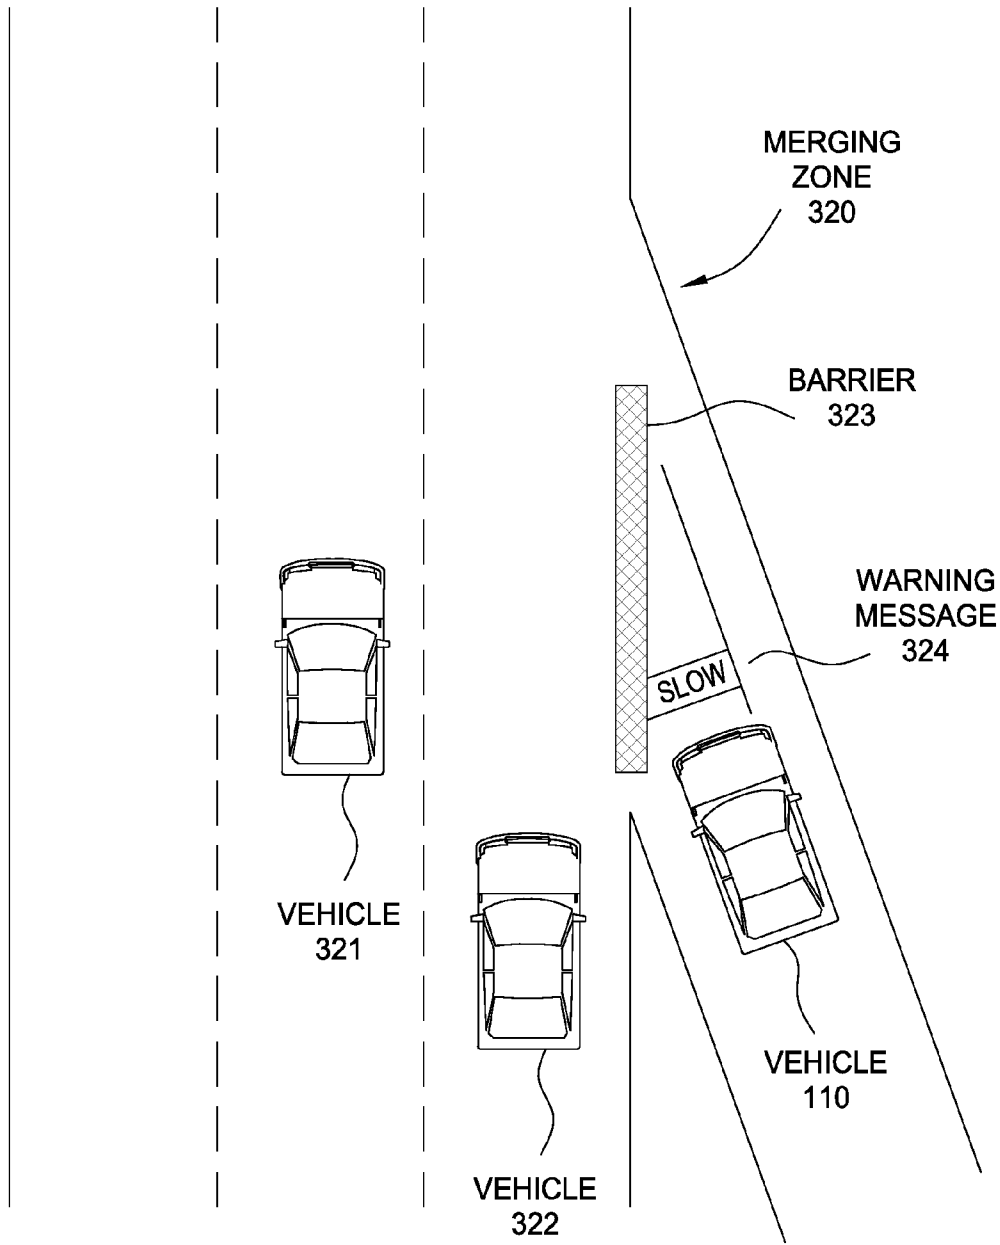 MERGING
ZONE
320
BARRIER
323
WARNING
MESSAGE
324
SLOW
VEHICLE
321
VEHICLE
110
VEHICLE
322